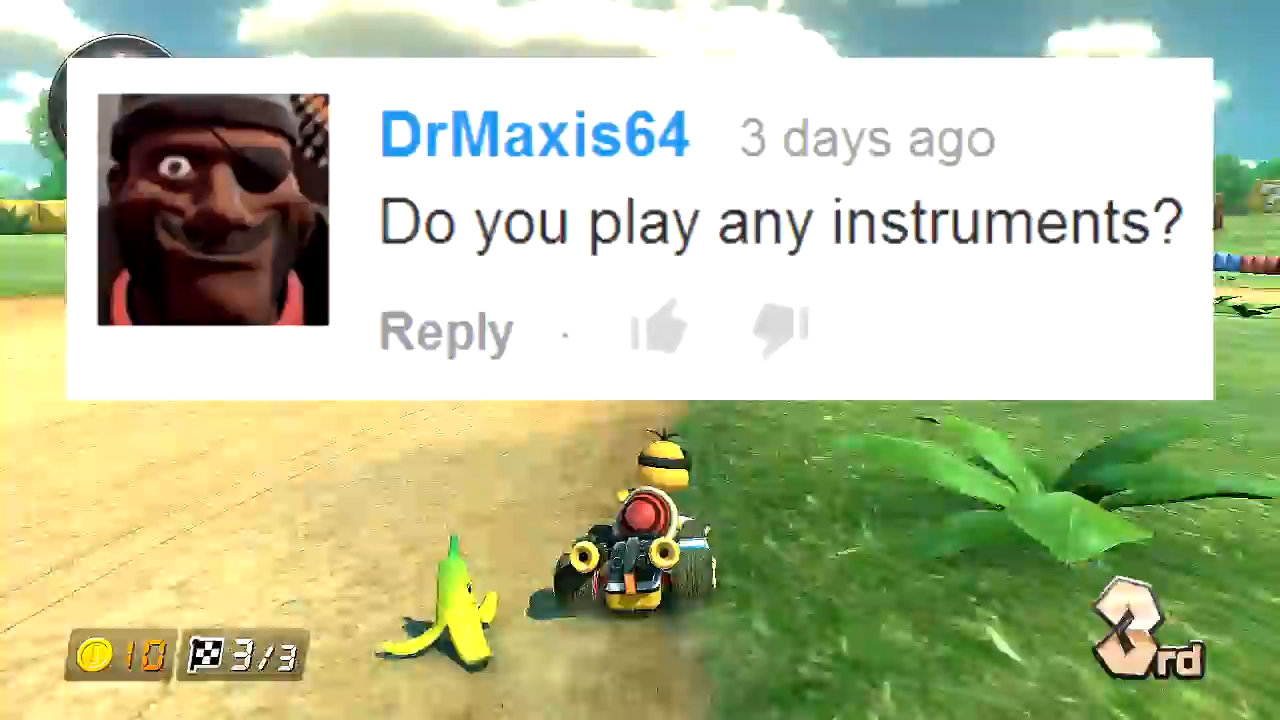 DrMaxis64 3 days ago
Do you play any instruments?
Reply ·
10 3/3
3rd